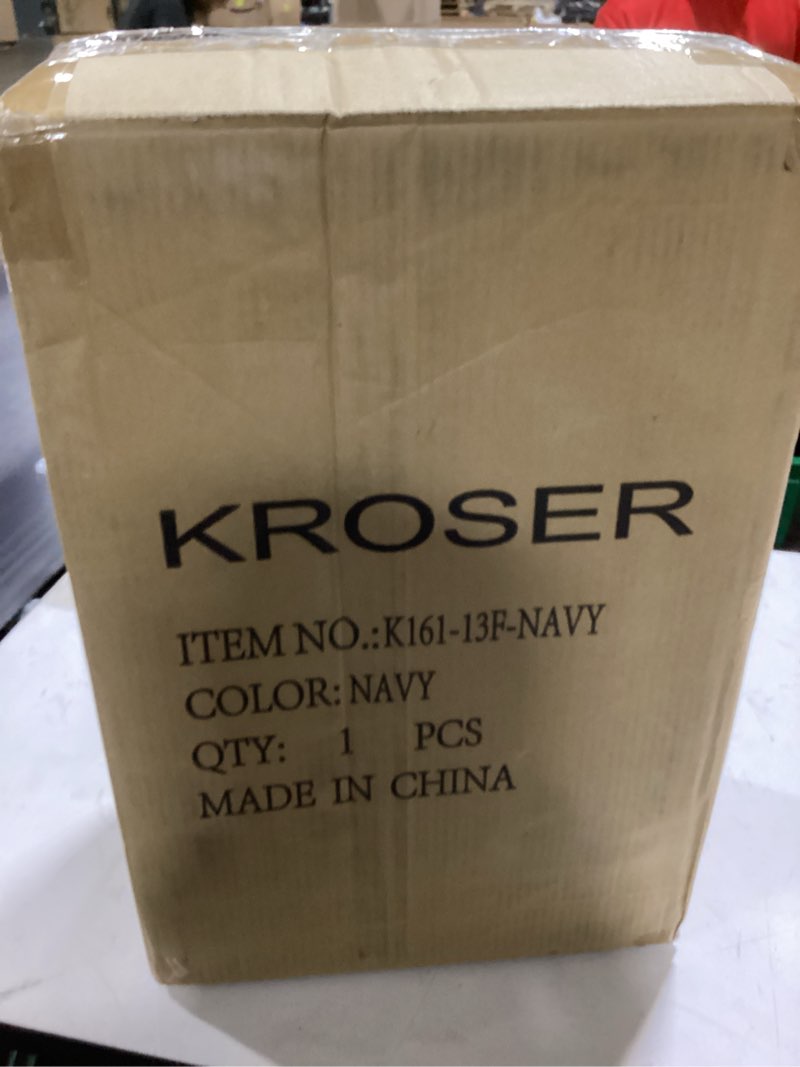 KROSER
ITEM NO.:K161-13F-NAVY
COLOR: NAVY
QTY: 1 PCS
MADE IN CHINA